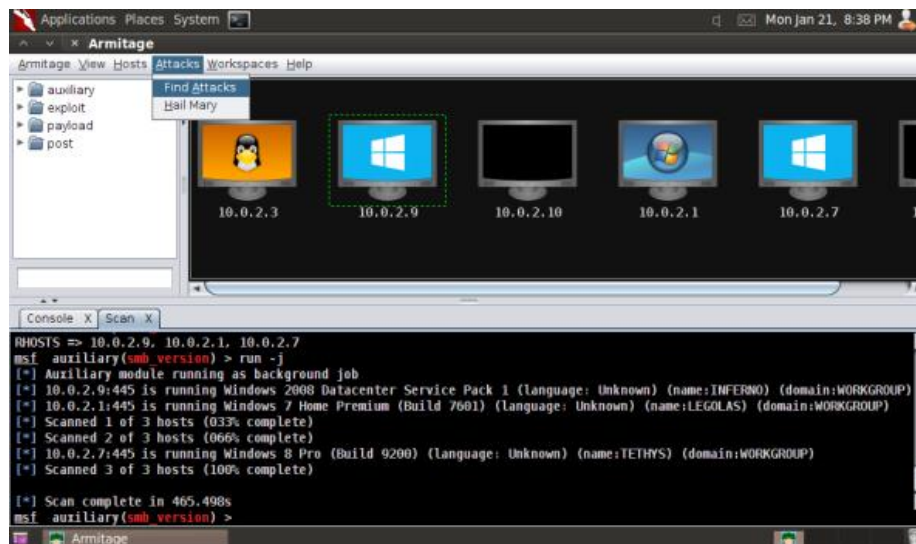 Applications Places System
Mon Jan 21, 8:38 PM
Armitage
Armitage View Hosts Attacks Workspaces Help
Find Attacks
Hail Mary
auxiliary
exploit
payload
post
10.0.2.3 10.0.2.9 10.0.2.10 10.0.2.1 10.0.2.7
Console X Scan X
RHOSTS => 10.0.2.9, 10.0.2.1, 10.0.2.7
msf auxiliary(smb_version) > run -j
[*] Auxiliary module running as background job
[*] 10.0.2.9:445 is running Windows 2008 Datacenter Service Pack 1 (language: Unknown) (name:INFERNO) (domain:WORKGROUP)
[*] 10.0.2.1:445 is running Windows 7 Home Premium (Build 7601) (language: Unknown) (name:LEGOLAS) (domain:WORKGROUP)
[*] Scanned 1 of 3 hosts (033% complete)
[*] Scanned 2 of 3 hosts (066% complete)
[*] 10.0.2.7:445 is running Windows 8 Pro (Build 9200) (language: Unknown) (name:TETHYS) (domain:WORKGROUP)
[*] Scanned 3 of 3 hosts (100% complete)
[*] Scan complete in 465.498s
msf auxiliary(smb_version) >
Armitage